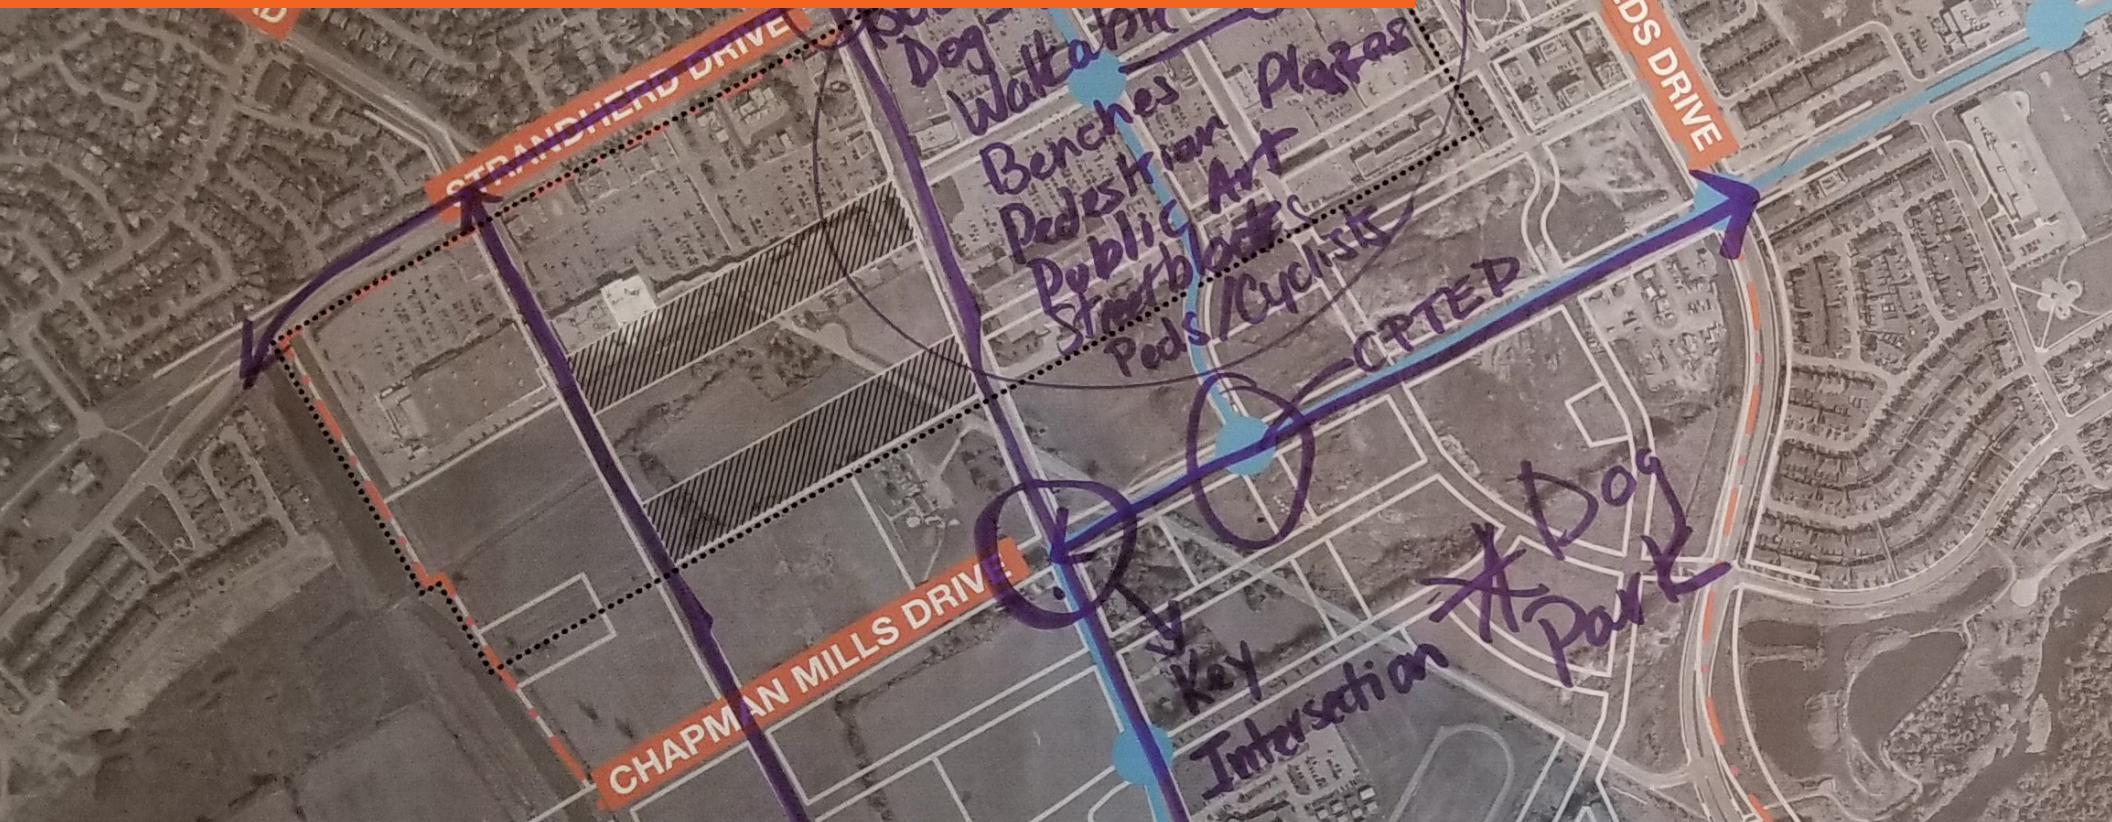 STRANDHERD DRIVE
Dog
Walkable
Benches
Plazas
Pedestrian
Public Art
Peds/Cyclists
CPTED
DRIVE
CHAPMAN MILLS DRIVE
Key
Intersection
Dog
Park